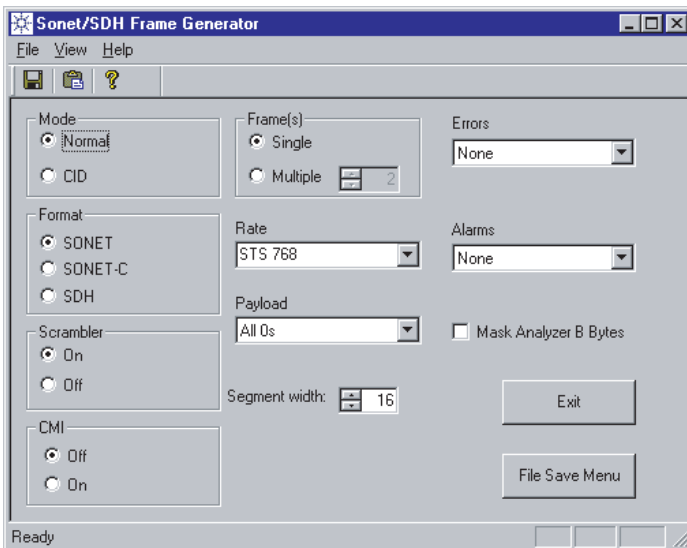 Sonet/SDH Frame Generator
File View Help
Mode
Normal
CID
Format
SONET
SONET-C
SDH
Scrambler
On
Off
CMI
Off
On
Frame(s)
Single
Multiple 2
Rate
STS 768
Payload
All 0s
Segment width: 16
Errors
None
Alarms
None
Mask Analyzer B Bytes
Exit
File Save Menu
Ready